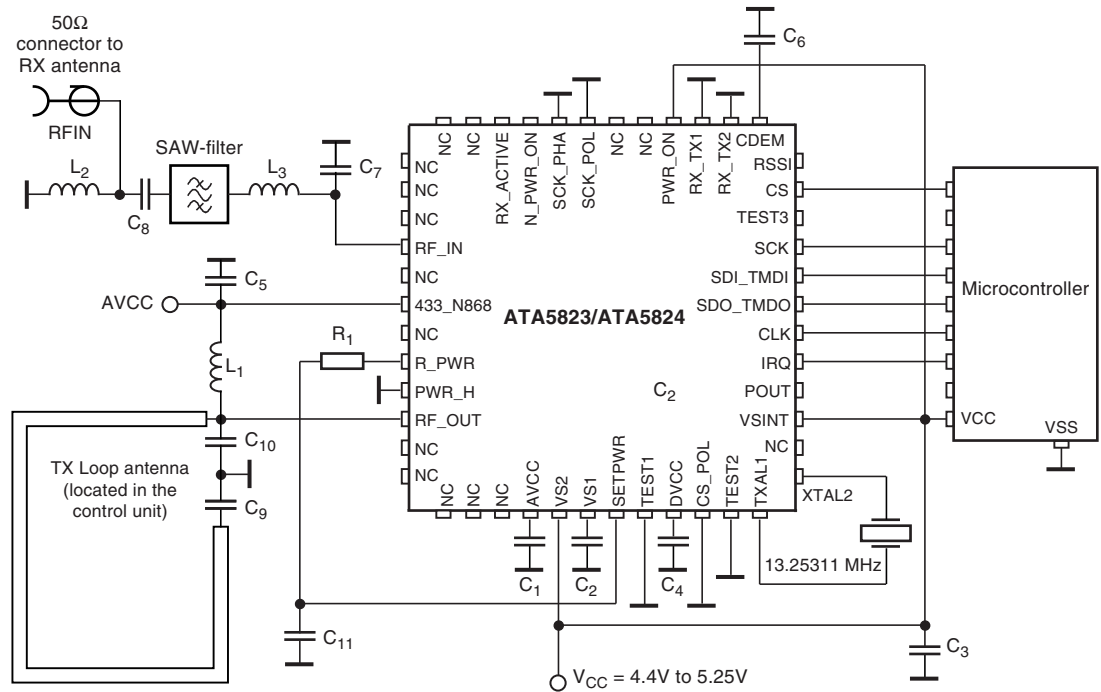 50Ω
connector to
RX antenna
RFIN
L2
C8
SAW-filter
L3
C7
C6
C5
AVCC
L1
R1
C10
C9
TX Loop antenna
(located in the
control unit)
C11
NC
NC
RX_ACTIVE
N_PWR_ON
SCK_PHA
SCK_POL
NC
NC
PWR_ON
RX_TX1
RX_TX2
CDEM
NC
NC
NC
RF_IN
NC
433_N868
NC
R_PWR
PWR_H
RF_OUT
NC
NC
ATA5823/ATA5824
C2
RSSI
CS
TEST3
SCK
SDI_TMDI
SDO_TMDO
CLK
IRQ
POUT
VSINT
NC
XTAL2
NC
NC
NC
AVCC
VS2
VS1
SETPWR
TEST1
DVCC
CS_POL
TEST2
TXAL1
C1
C2
C4
13.25311 MHz
Microcontroller
VCC
VSS
C3
VCC = 4.4V to 5.25V